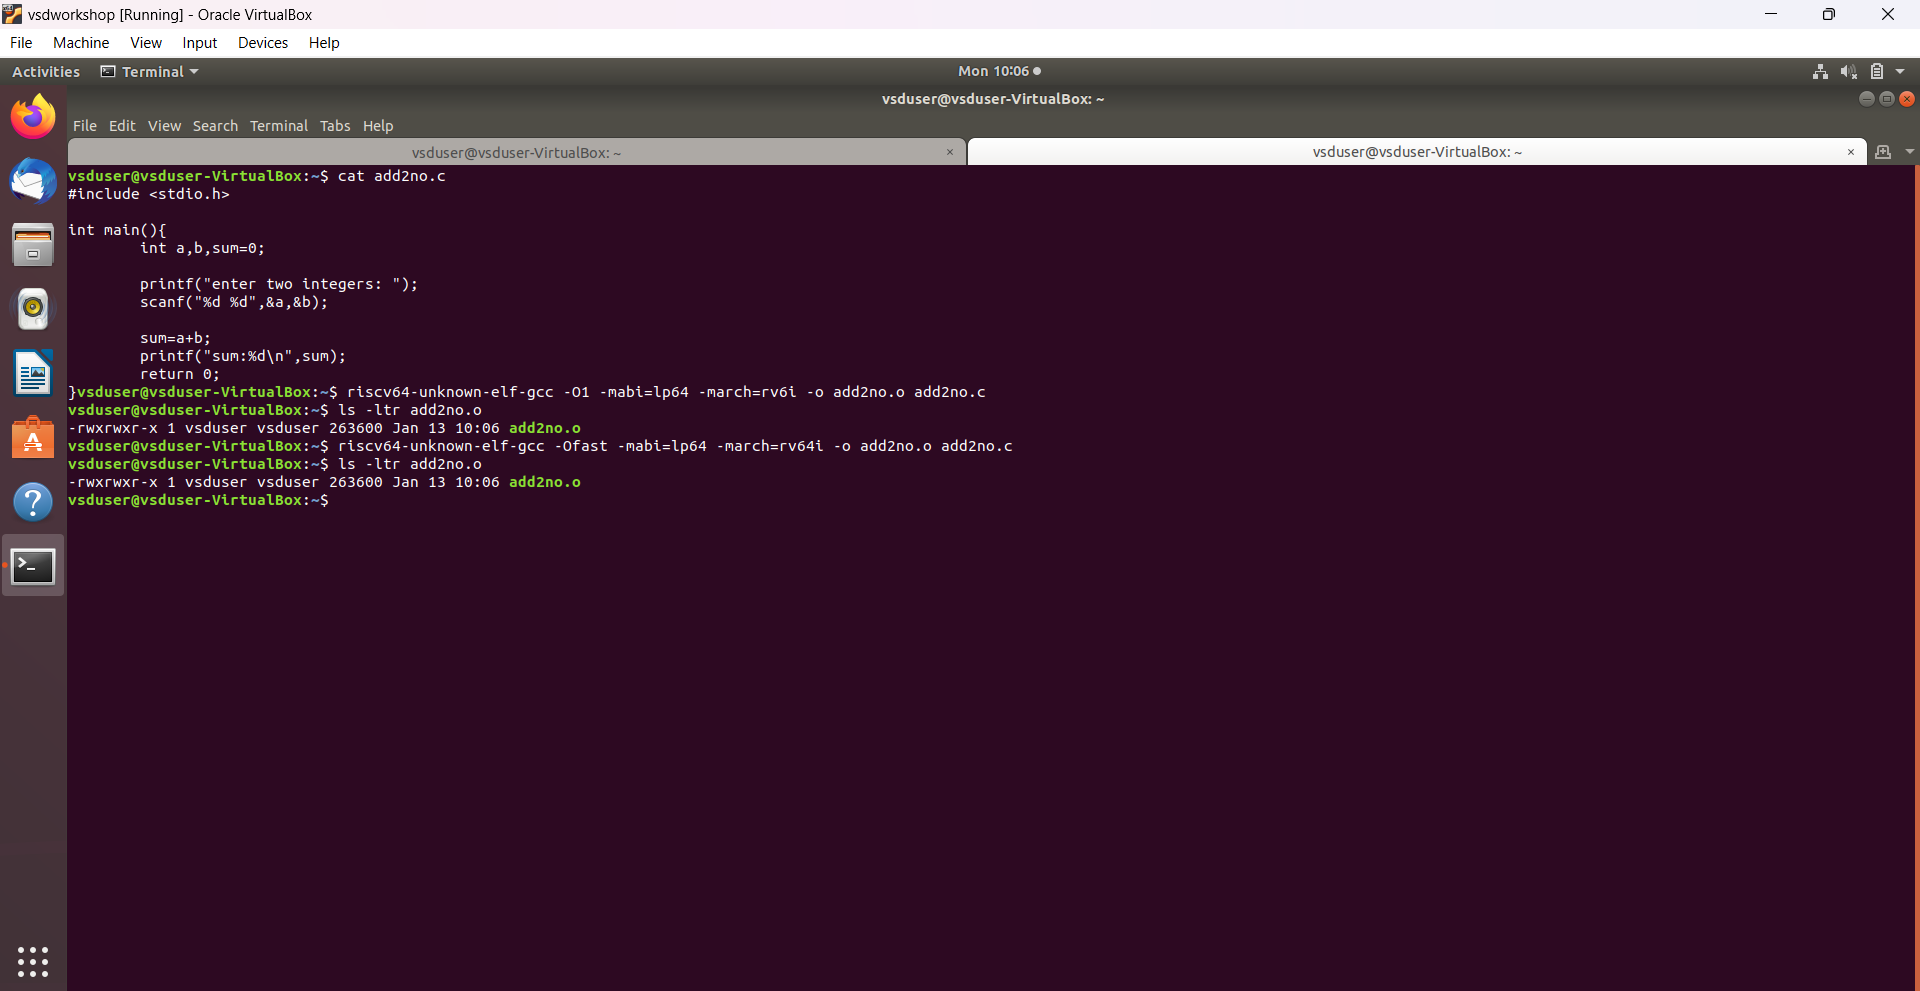 vsdworkshop [Running] - Oracle VirtualBox
File Machine View Input Devices Help
Activities Terminal Mon 10:06
vsduser@vsduser-VirtualBox: ~
File Edit View Search Terminal Tabs Help
vsduser@vsduser-VirtualBox: ~ × vsduser@vsduser-VirtualBox: ~ ×
vsduser@vsduser-VirtualBox:~$ cat add2no.c
#include <stdio.h>
int main(){
        int a,b,sum=0;
        printf("enter two integers: ");
        scanf("%d %d",&a,&b);
        sum=a+b;
        printf("sum:%d\n",sum);
        return 0;
}vsduser@vsduser-VirtualBox:~$ riscv64-unknown-elf-gcc -O1 -mabi=lp64 -march=rv6i -o add2no.o add2no.c
vsduser@vsduser-VirtualBox:~$ ls -ltr add2no.o
-rwxrwxr-x 1 vsduser vsduser 263600 Jan 13 10:06 add2no.o
vsduser@vsduser-VirtualBox:~$ riscv64-unknown-elf-gcc -Ofast -mabi=lp64 -march=rv64i -o add2no.o add2no.c
vsduser@vsduser-VirtualBox:~$ ls -ltr add2no.o
-rwxrwxr-x 1 vsduser vsduser 263600 Jan 13 10:06 add2no.o
vsduser@vsduser-VirtualBox:~$